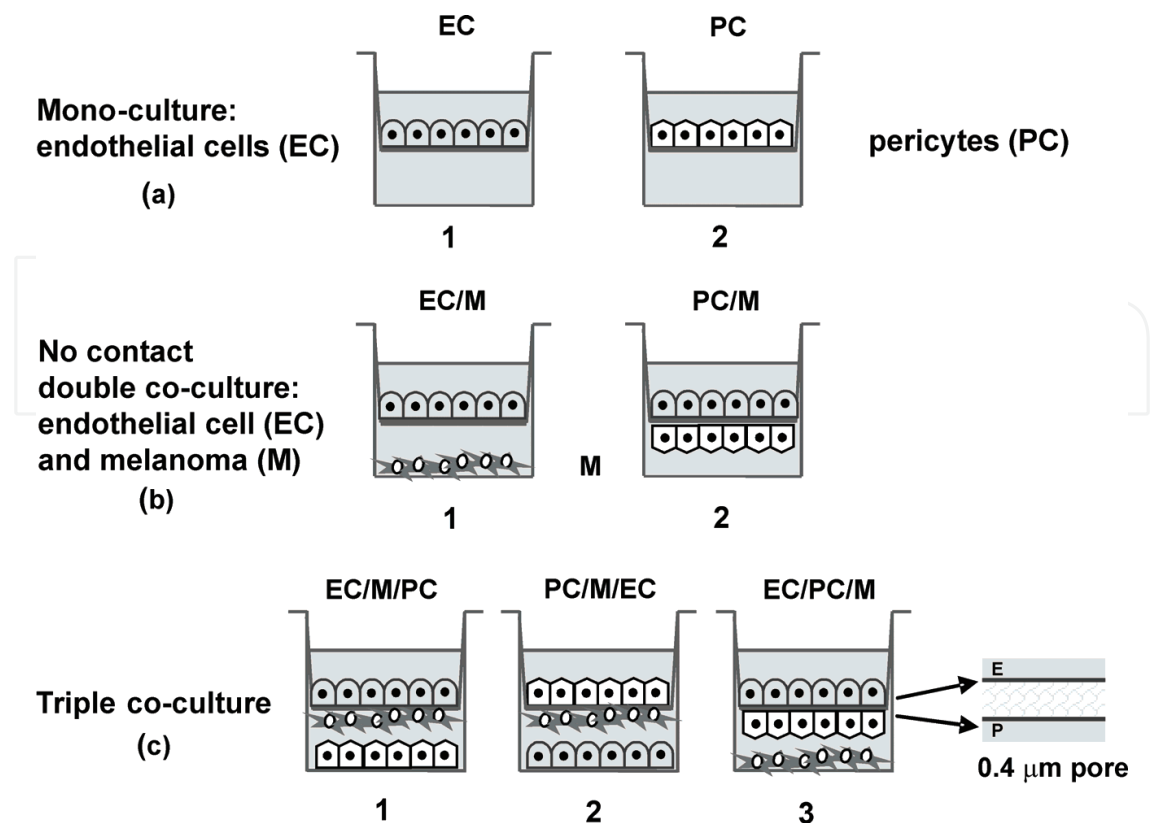 EC
PC
Mono-culture:
endothelial cells (EC)
pericytes (PC)
(a)
1
2
EC/M
PC/M
No contact
double co-culture:
endothelial cell (EC)
and melanoma (M)
M
(b)
1
2
EC/M/PC
PC/M/EC
EC/PC/M
E
Triple co-culture
P
(c)
0.4 μm pore
1
2
3